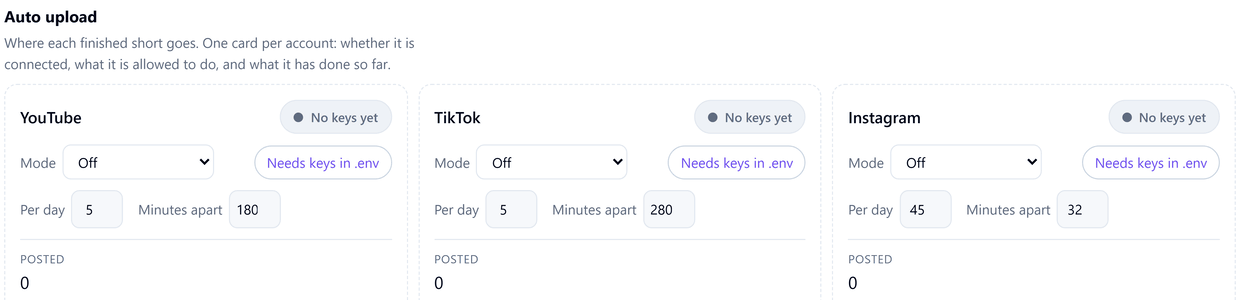 Auto upload
Where each finished short goes. One card per account: whether it is
connected, what it is allowed to do, and what it has done so far.
YouTube
No keys yet
Mode Off Needs keys in .env
Per day 5 Minutes apart 180
POSTED
0
TikTok
No keys yet
Mode Off Needs keys in .env
Per day 5 Minutes apart 280
POSTED
0
Instagram
No keys yet
Mode Off Needs keys in .env
Per day 45 Minutes apart 32
POSTED
0